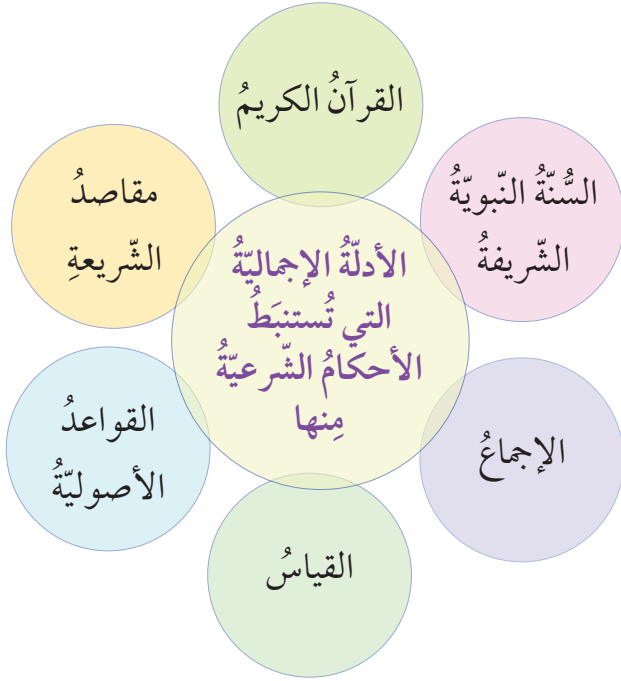 القرآنُ الكريمُ
السُّنّةُ النّبويّةُ
الشّريفةُ
الإجماعُ
القياسُ
القواعدُ
الأصوليّةُ
مقاصدُ
الشّريعةِ
الأدلّةُ الإجماليّةُ
التي تُستنبَطُ
الأحكامُ الشّرعيّةُ
مِنها